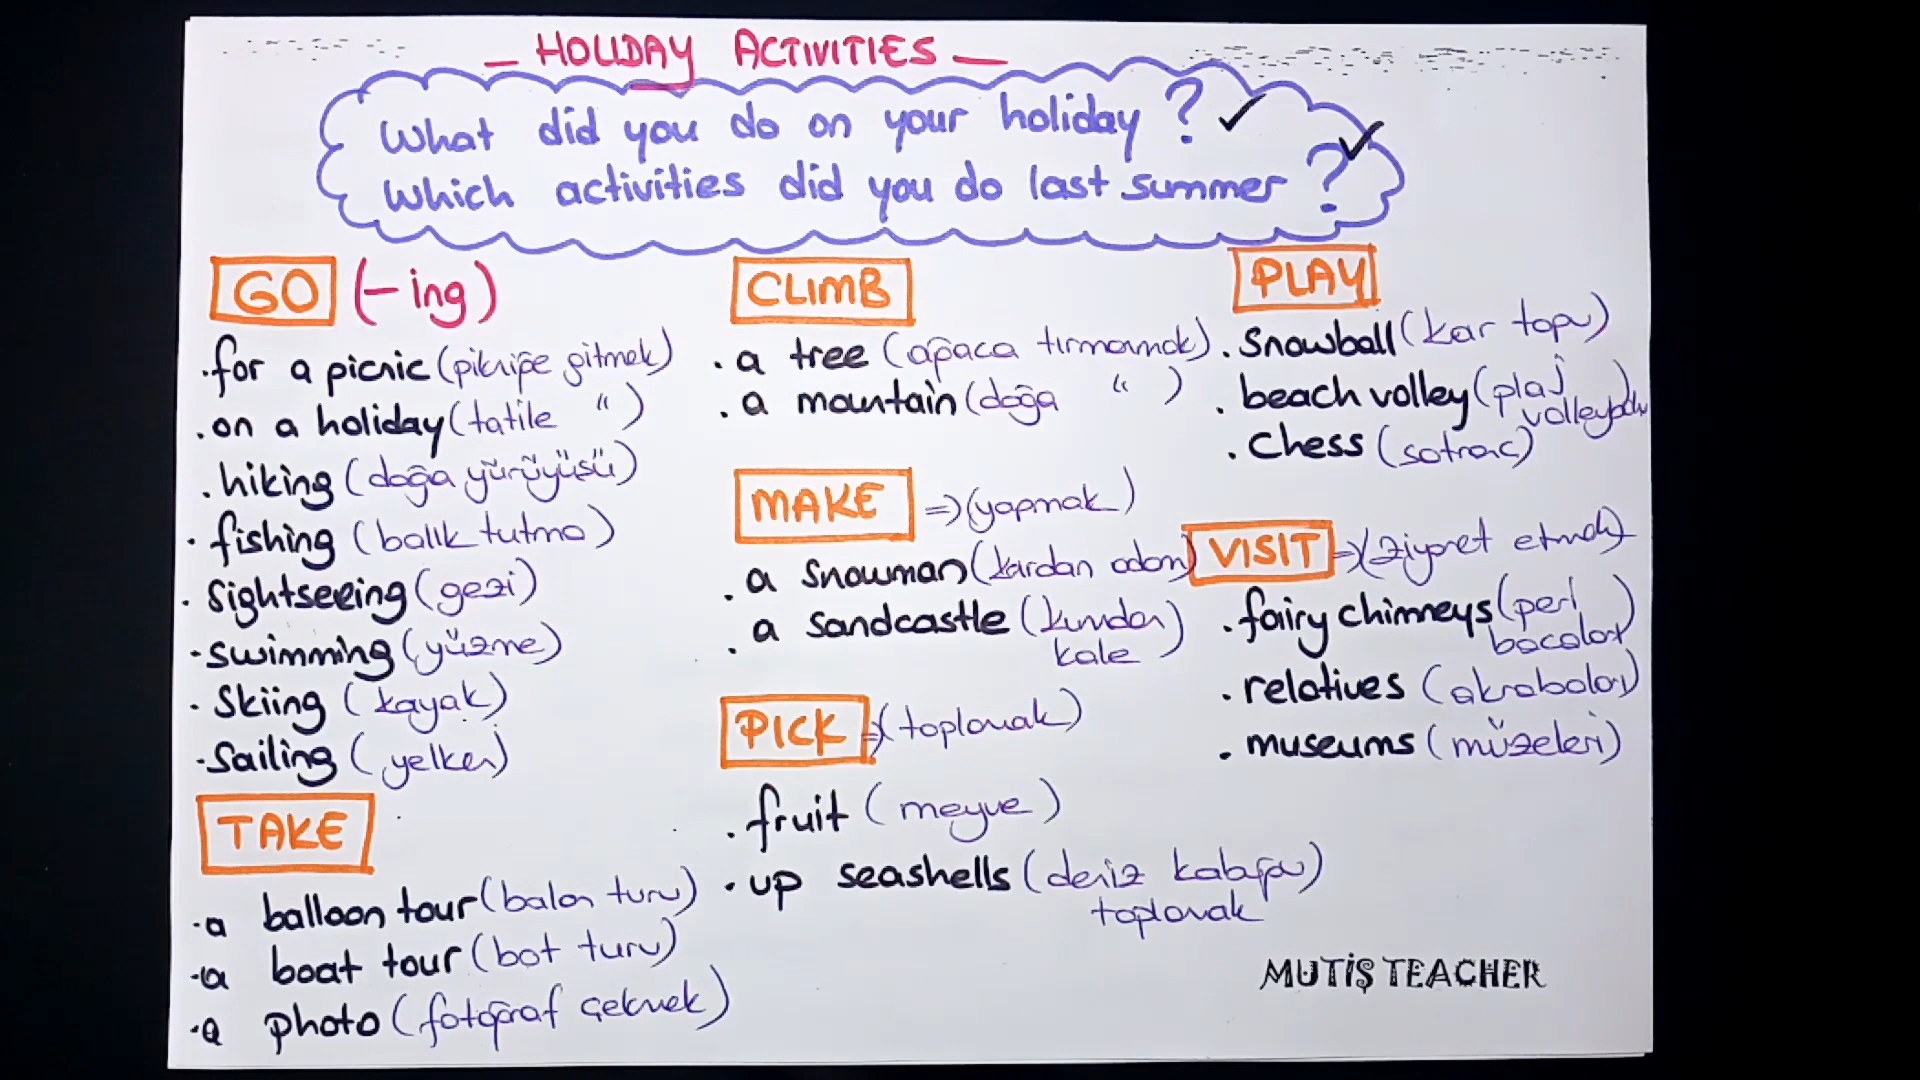 _ HOLIDAY ACTIVITIES _
What did you do on your holiday ? ✓
Which activities did you do last summer ? ✓
GO (-ing)
. for a picnic (pikniğe gitmek)
. on a holiday (tatile “ )
. hiking (doğa yürüyüsü)
. fishing (balık tutma)
. sightseeing (gezi)
. swimming (yüzme)
. Skiing (kayak)
. Sailing (yelken)
TAKE
. a balloon tour (balon turu)
. a boat tour (bot turu)
. a photo (fotoğraf çekmek)
CLIMB
. a tree (ağaca tırmanmak)
. a mountain (doğa “ )
MAKE => (yapmak)
. a snowman (kardan adam)
. a sandcastle (kumdan
kale)
PICK => (toplamak)
. fruit (meyve)
. up seashells (deniz kabuğu)
toplamak
PLAY
. Snowball (kar topu)
. beach volley (plaj
volleybolu)
. Chess (satranç)
VISIT => (ziyaret etmek)
. fairy chimneys (peri
bacaları)
. relatives (akrabaları)
. museums (müzeleri)
MUTİŞ TEACHER